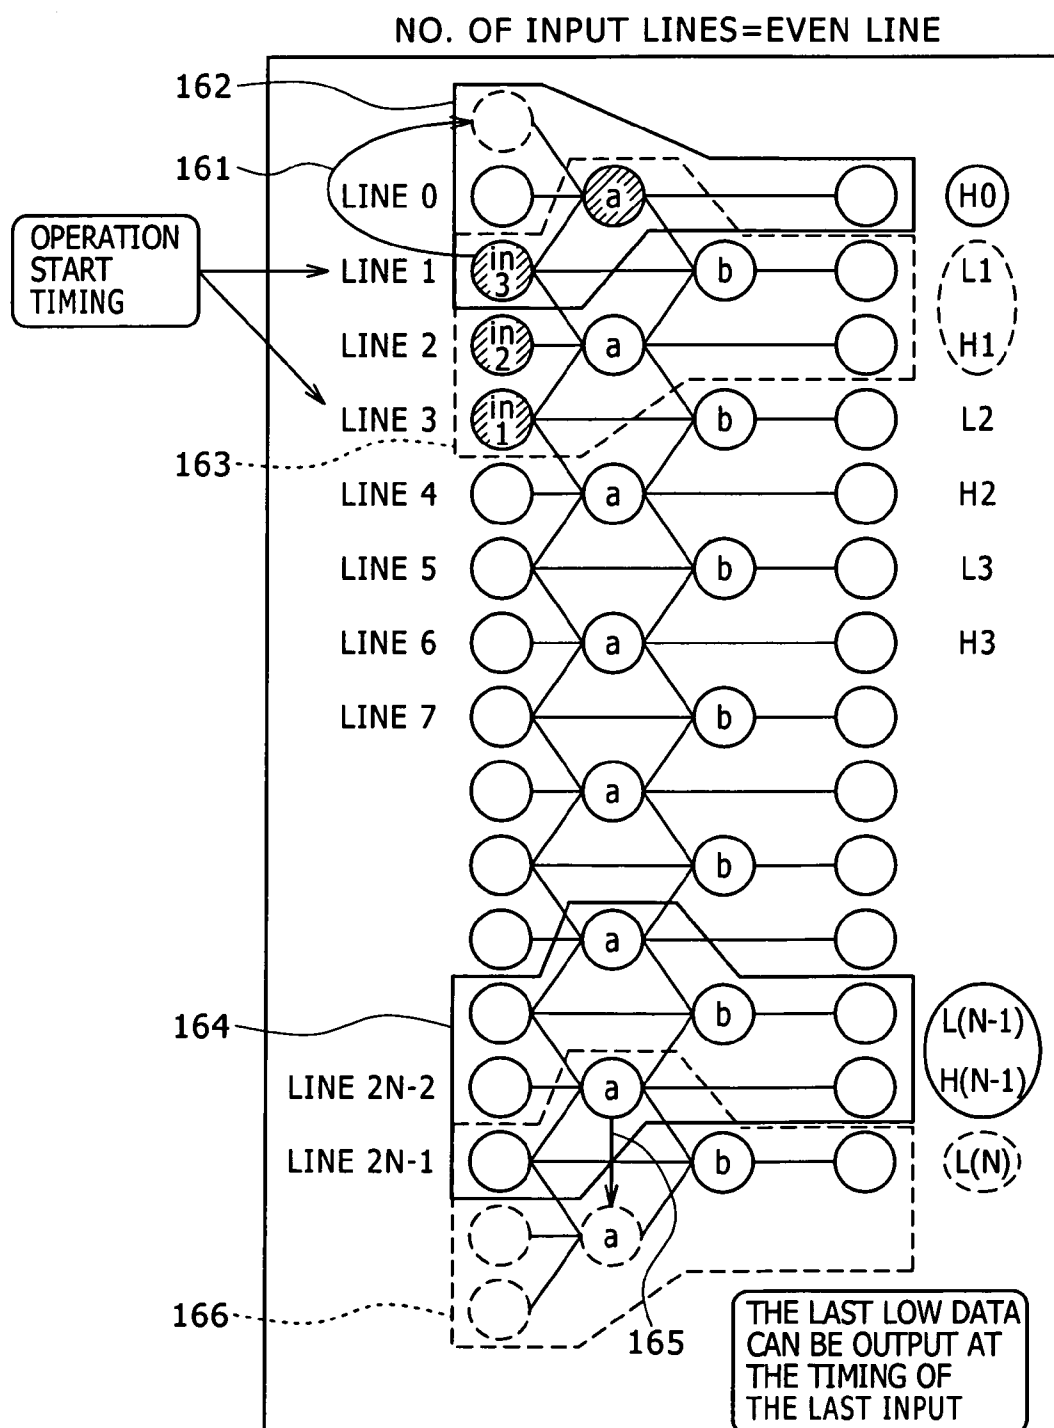 NO. OF INPUT LINES=EVEN LINE
162
161
LINE 0
a
H0
OPERATION
START
TIMING
LINE 1
in
3
b
L1
LINE 2
in
2
a
H1
LINE 3
in
1
b
L2
163
LINE 4
a
H2
LINE 5
b
L3
LINE 6
a
H3
LINE 7
b
a
b
a
164
b
L(N-1)
LINE 2N-2
a
H(N-1)
LINE 2N-1
b
L(N)
a
166
165
THE LAST LOW DATA
CAN BE OUTPUT AT
THE TIMING OF
THE LAST INPUT